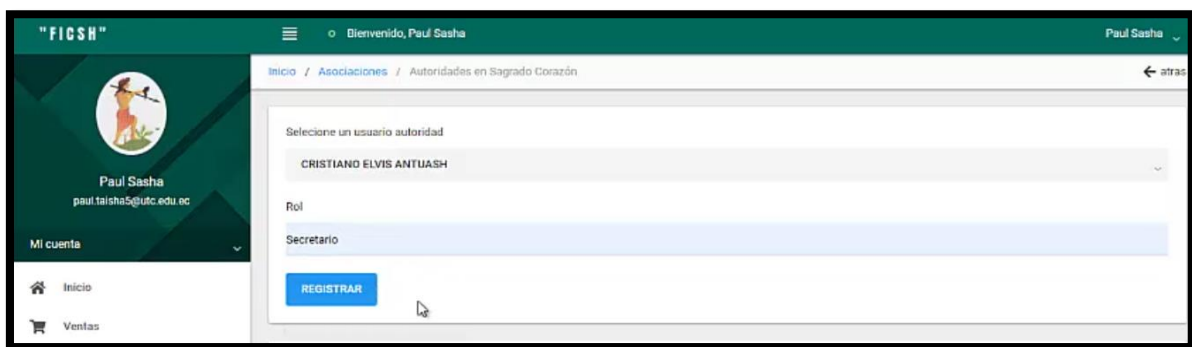 "FICSH"
Bienvenido, Paul Sasha
Paul Sasha
Inicio / Asociaciones / Autoridades en Sagrado Corazón
← atras
Paul Sasha
paul.taisha5@utc.edu.ec
Mi cuenta
Inicio
Ventas
Selecione un usuario autoridad
CRISTIANO ELVIS ANTUASH
Rol
Secretario
REGISTRAR